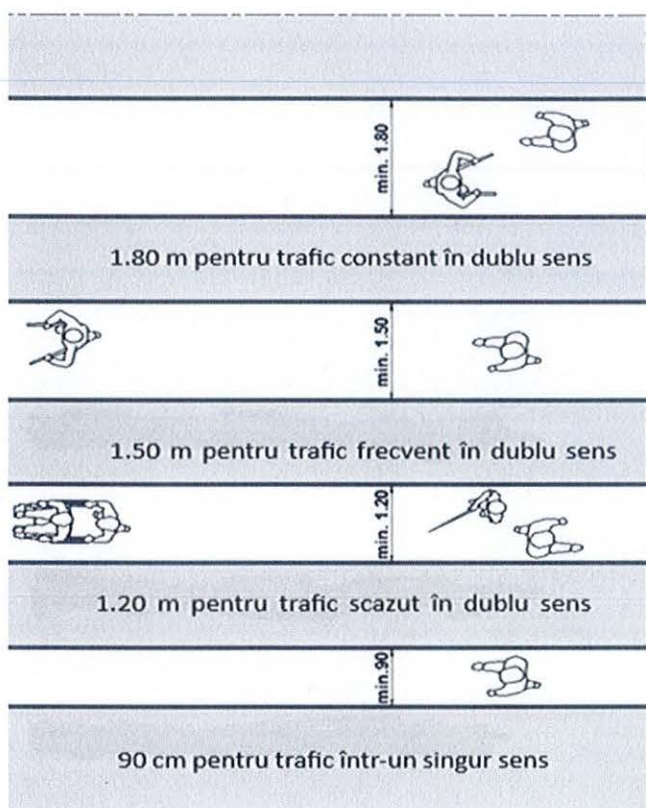 min. 1.80
1.80 m pentru trafic constant în dublu sens
min. 1.50
1.50 m pentru trafic frecvent în dublu sens
min. 1.20
1.20 m pentru trafic scazut în dublu sens
min.90
90 cm pentru trafic într-un singur sens